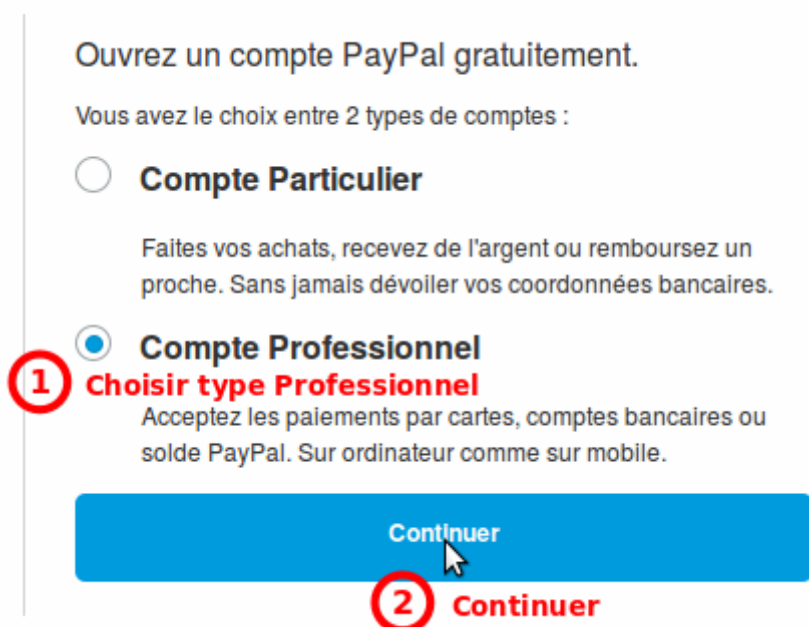 Ouvrez un compte PayPal gratuitement.
Vous avez le choix entre 2 types de comptes :
Compte Particulier
Faites vos achats, recevez de l'argent ou remboursez un
proche. Sans jamais dévoiler vos coordonnées bancaires.
Compte Professionnel
1 Choisir type Professionnel
Acceptez les paiements par cartes, comptes bancaires ou
solde PayPal. Sur ordinateur comme sur mobile.
Continuer
2 Continuer